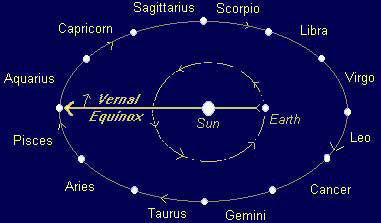 Sagittarius Scorpio
Capricorn Libra
Aquarius Virgo
Vernal
Equinox
Sun Earth
Pisces Leo
Aries Cancer
Taurus Gemini